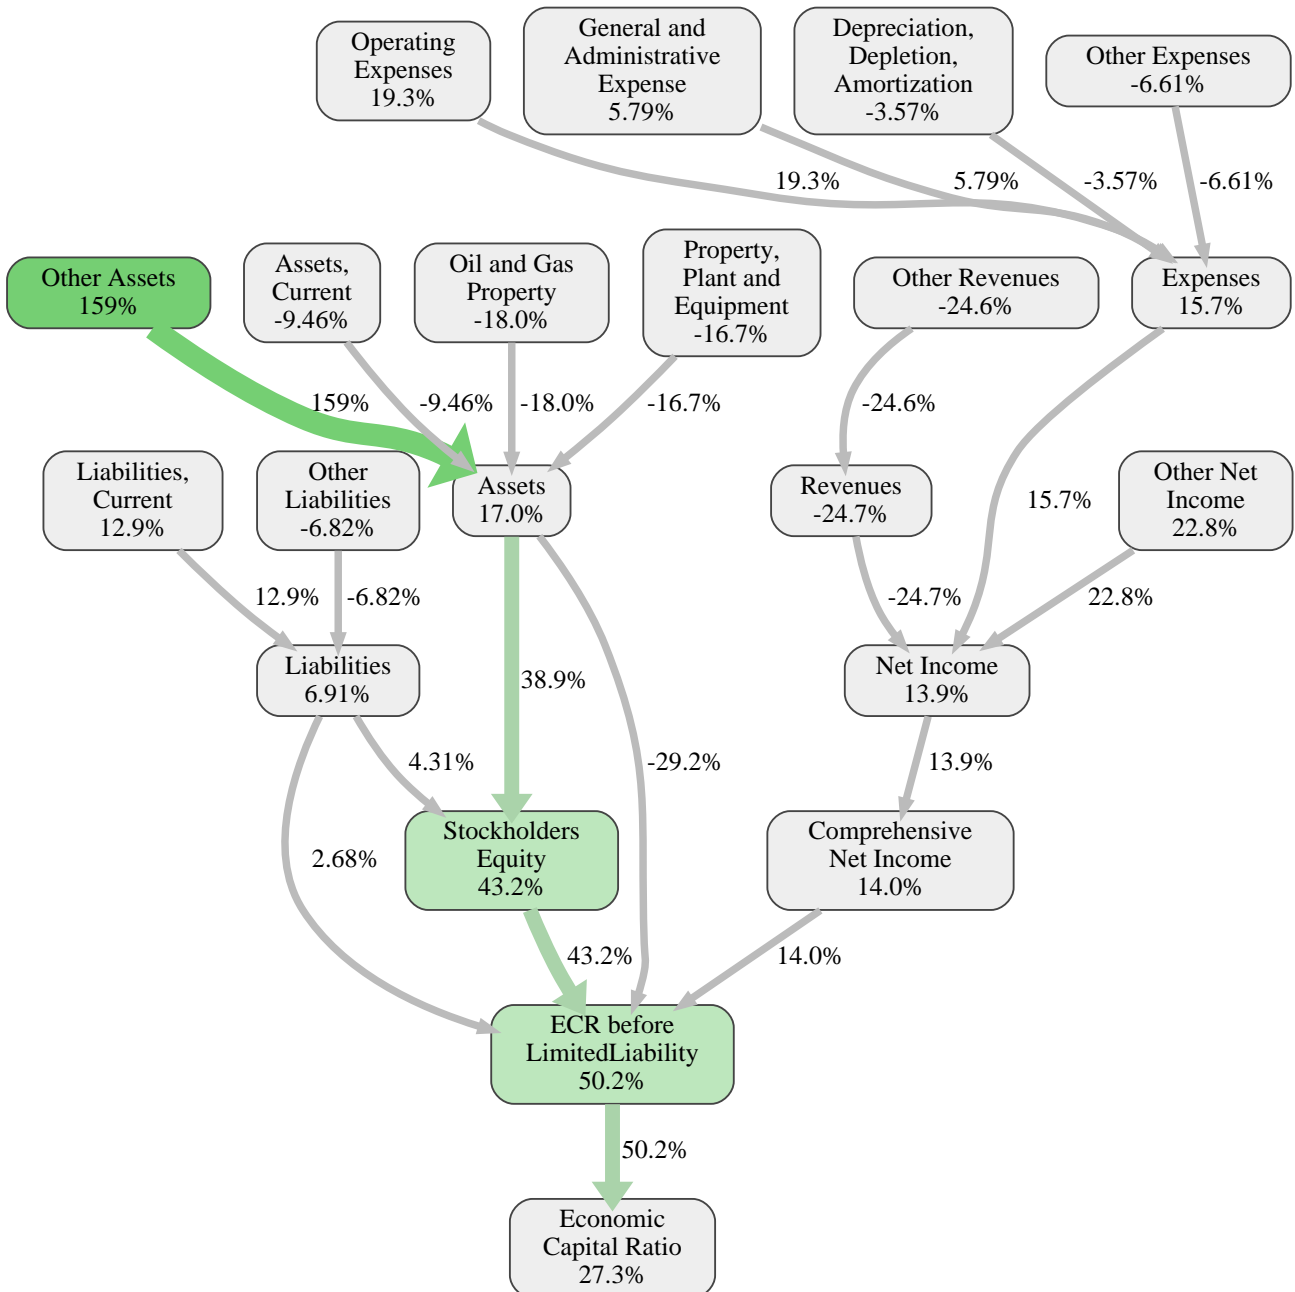 Operating
Expenses
19.3%
General and
Administrative
Expense
5.79%
Depreciation,
Depletion,
Amortization
-3.57%
Other Expenses
-6.61%
19.3%
5.79%
-3.57%
-6.61%
Other Assets
159%
Assets,
Current
-9.46%
Oil and Gas
Property
-18.0%
Property,
Plant and
Equipment
-16.7%
Other Revenues
-24.6%
Expenses
15.7%
159%
-9.46%
-18.0%
-16.7%
-24.6%
Liabilities,
Current
12.9%
Other
Liabilities
-6.82%
Assets
17.0%
Revenues
-24.7%
15.7%
Other Net
Income
22.8%
12.9%
-6.82%
-24.7%
22.8%
Liabilities
6.91%
38.9%
Net Income
13.9%
4.31%
-29.2%
13.9%
2.68%
Stockholders
Equity
43.2%
Comprehensive
Net Income
14.0%
43.2%
14.0%
ECR before
LimitedLiability
50.2%
50.2%
Economic
Capital Ratio
27.3%